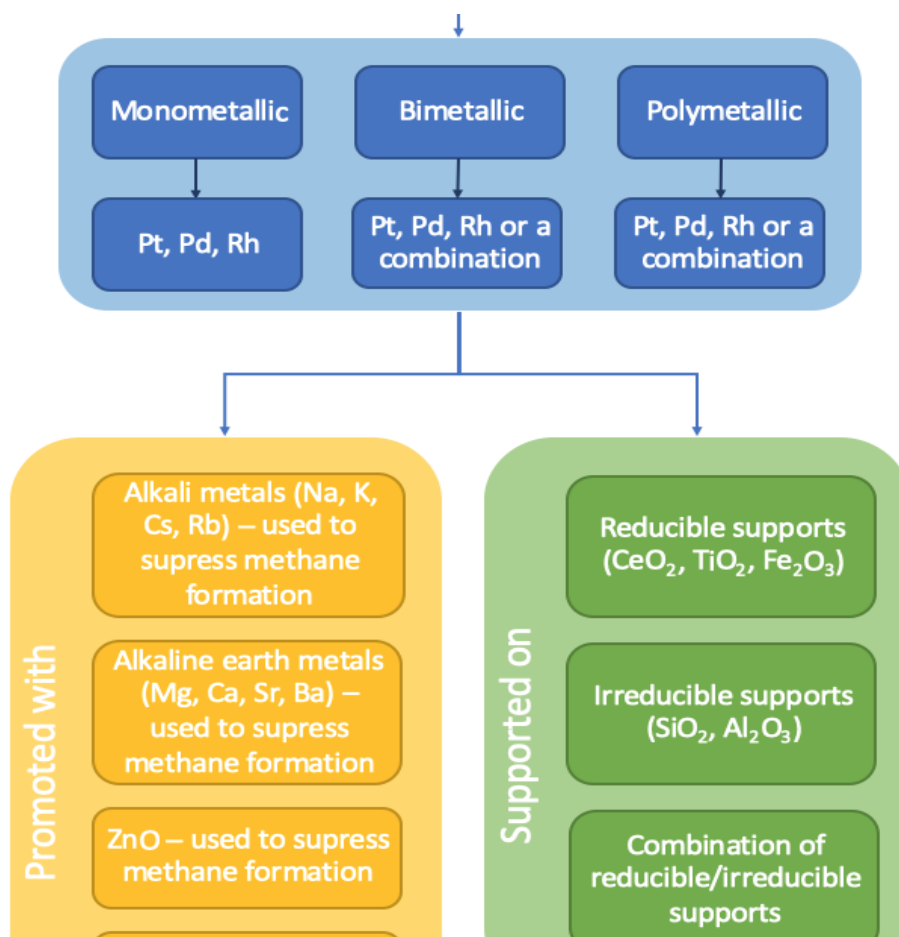 Monometallic
Bimetallic
Polymetallic
Pt, Pd, Rh
Pt, Pd, Rh or a
combination
Pt, Pd, Rh or a
combination
Promoted with
Alkali metals (Na, K,
Cs, Rb) – used to
supress methane
formation
Alkaline earth metals
(Mg, Ca, Sr, Ba) –
used to supress
methane formation
ZnO – used to supress
methane formation
Supported on
Reducible supports
(CeO₂, TiO₂, Fe₂O₃)
Irreducible supports
(SiO₂, Al₂O₃)
Combination of
reducible/irreducible
supports